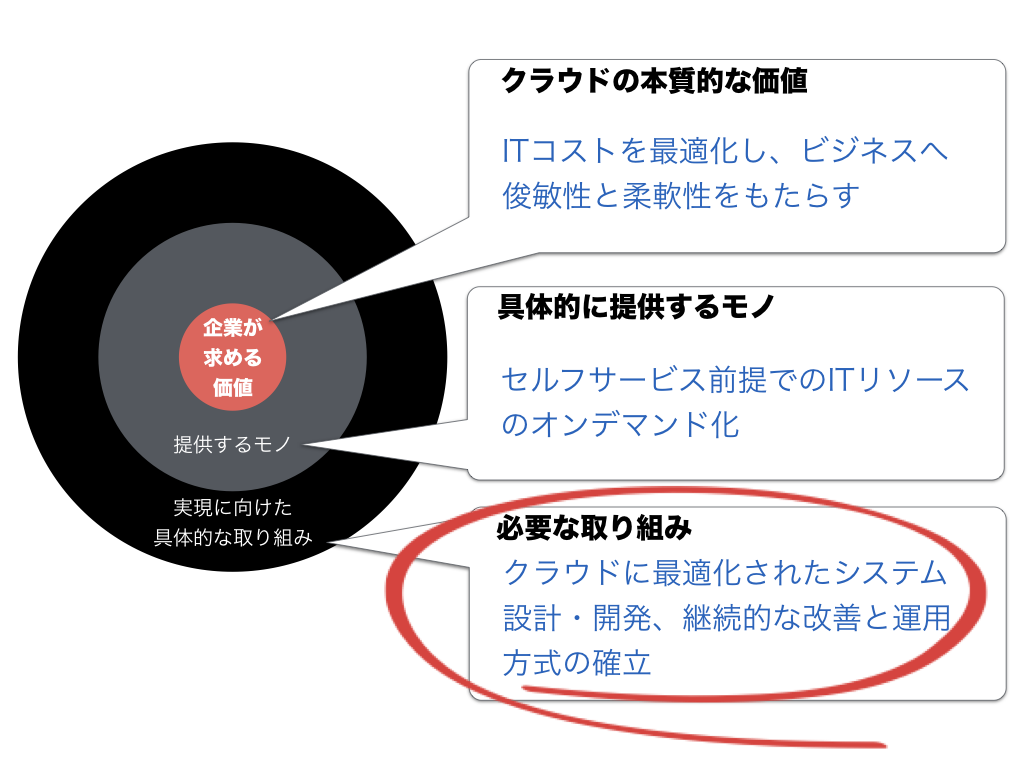 クラウドの本質的な価値
ITコストを最適化し、ビジネスへ
俊敏性と柔軟性をもたらす
具体的に提供するモノ
セルフサービス前提でのITリソース
のオンデマンド化
必要な取り組み
クラウドに最適化されたシステム
設計・開発、継続的な改善と運用
方式の確立
企業が
求める
価値
提供するモノ
実現に向けた
具体的な取り組み